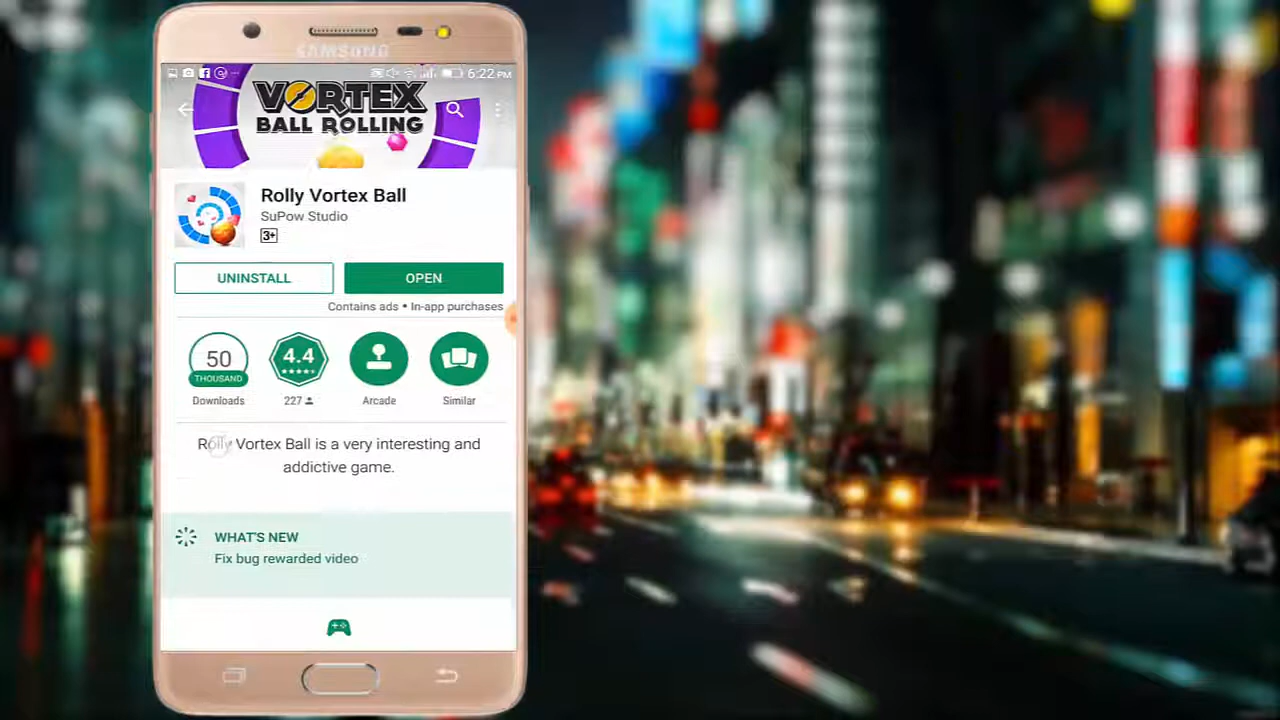 SAMSUNG
6:22 PM
VORTEX
BALL ROLLING
Rolly Vortex Ball
SuPow Studio
3+
UNINSTALL
OPEN
Contains ads • In-app purchases
50
THOUSAND
Downloads
4.4
227
Arcade
Similar
Rolly Vortex Ball is a very interesting and
addictive game.
WHAT'S NEW
Fix bug rewarded video